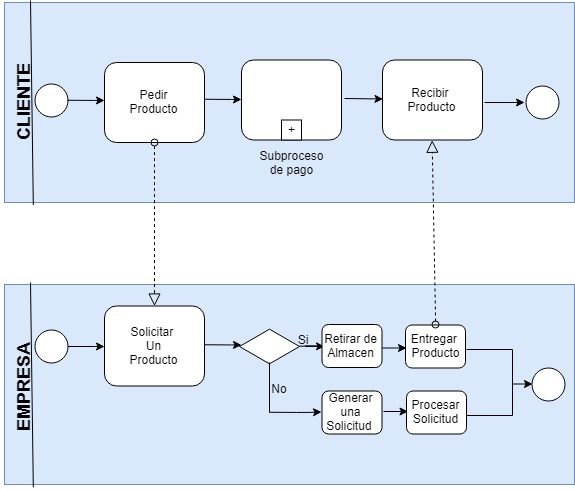 CLIENTE
Pedir
Producto
+
Subproceso
de pago
Recibir
Producto
EMPRESA
Solicitar
Un
Producto
Si
No
Retirar de
Almacen
Entregar
Producto
Generar
una
Solicitud
Procesar
Solicitud